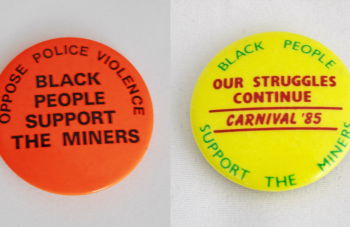 OPPOSE POLICE VIOLENCE
BLACK
PEOPLE
SUPPORT
THE MINERS
BLACK PEOPLE
OUR STRUGGLES
CONTINUE
CARNIVAL '85
SUPPORT THE MINERS